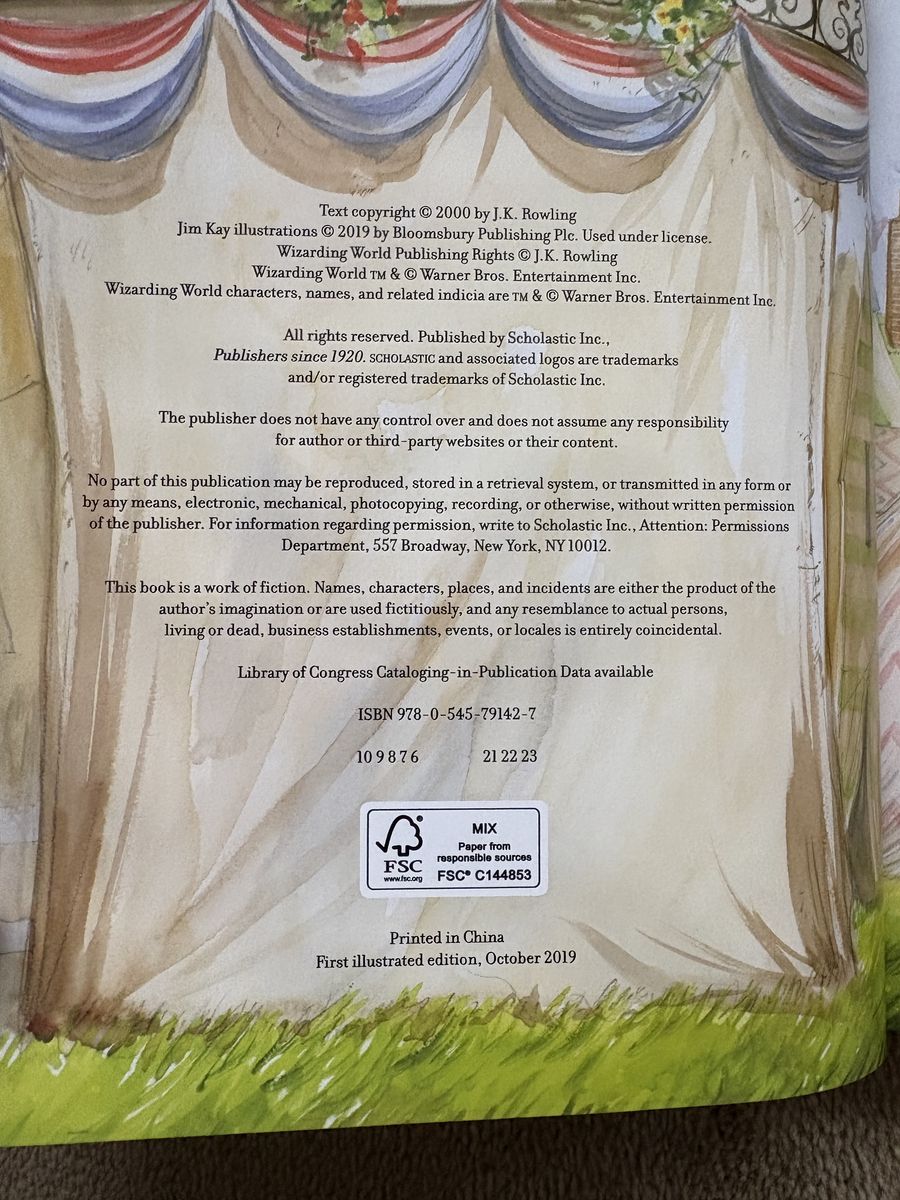 Text copyright © 2000 by J.K. Rowling
Jim Kay illustrations © 2019 by Bloomsbury Publishing Plc. Used under license.
Wizarding World Publishing Rights © J.K. Rowling
Wizarding World TM & © Warner Bros. Entertainment Inc.
Wizarding World characters, names, and related indicia are TM & © Warner Bros. Entertainment Inc.
All rights reserved. Published by Scholastic Inc.,
Publishers since 1920. SCHOLASTIC and associated logos are trademarks
and/or registered trademarks of Scholastic Inc.
The publisher does not have any control over and does not assume any responsibility
for author or third-party websites or their content.
No part of this publication may be reproduced, stored in a retrieval system, or transmitted in any form or
by any means, electronic, mechanical, photocopying, recording, or otherwise, without written permission
of the publisher. For information regarding permission, write to Scholastic Inc., Attention: Permissions
Department, 557 Broadway, New York, NY 10012.
This book is a work of fiction. Names, characters, places, and incidents are either the product of the
author's imagination or are used fictitiously, and any resemblance to actual persons,
living or dead, business establishments, events, or locales is entirely coincidental.
Library of Congress Cataloging-in-Publication Data available
ISBN 978-0-545-79142-7
10 9 8 7 6 21 22 23
FSC
www.fsc.org
MIX
Paper from
responsible sources
FSC® C144853
Printed in China
First illustrated edition, October 2019